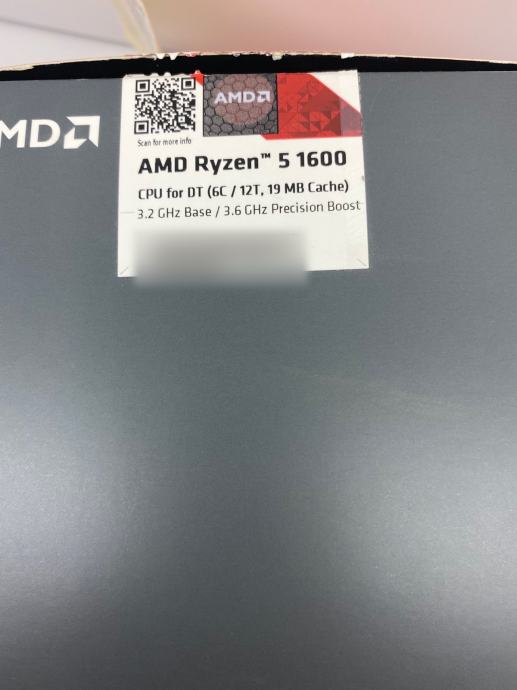 AMD
MD
Scan for more info
AMD Ryzen™ 5 1600
CPU for DT (6C / 12T, 19 MB Cache)
3.2 GHz Base / 3.6 GHz Precision Boost